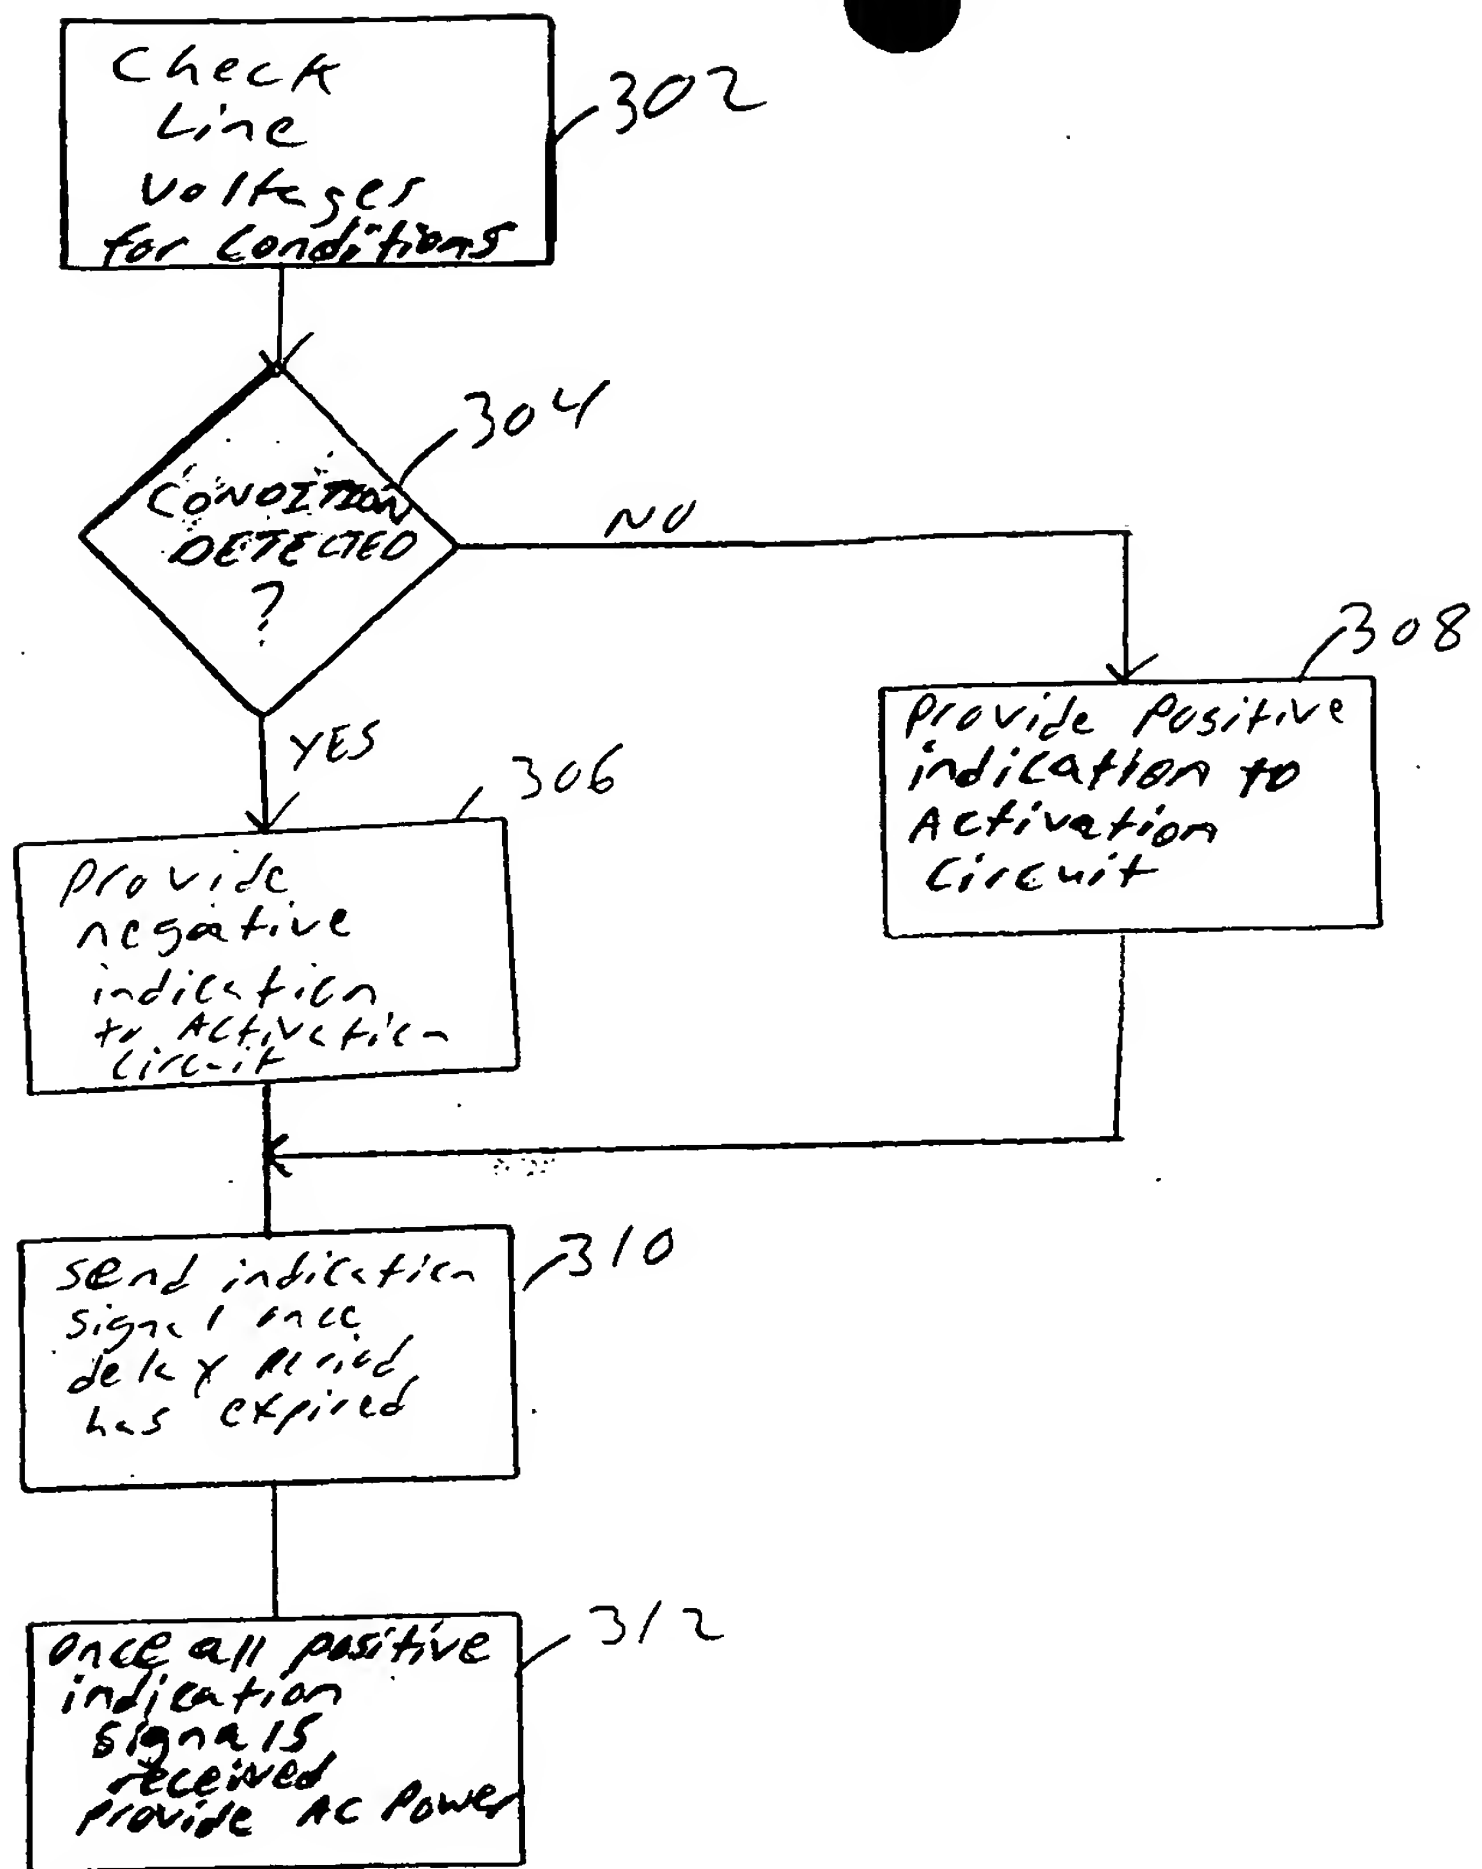 Check
Line
Voltages
for Conditions
302
304
CONDITION
DETECTED
?
NO
YES
308
Provide Positive
indication to
Activation
Circuit
306
Provide
negative
indication
to Activation
Circuit
310
Send indication
signal once
delay period
has expired
312
Once all positive
indication
signals
received
Provide AC Power